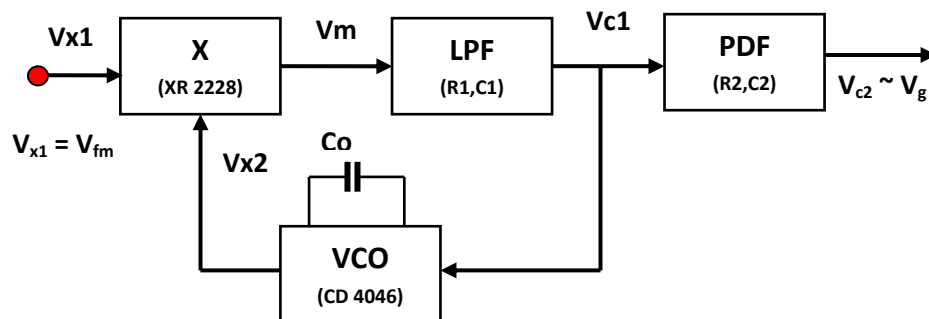 Vx1
X
(XR 2228)
Vm
LPF
(R1,C1)
Vc1
PDF
(R2,C2)
Vc2 ~ Vg
Vx1 = Vfm
Vx2
Co
VCO
(CD 4046)